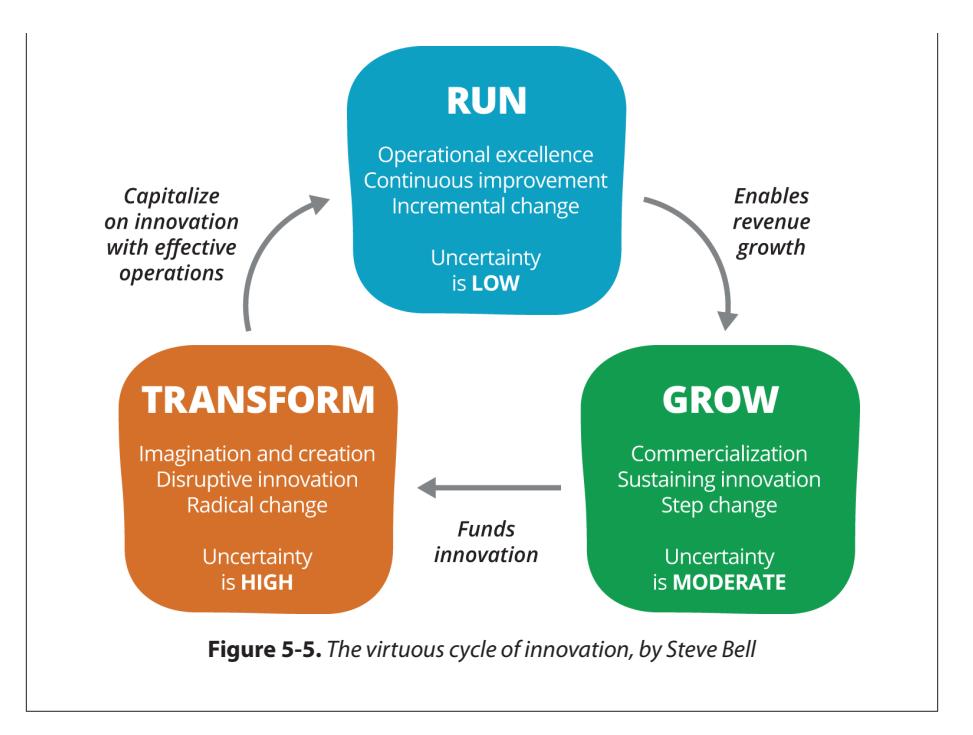 RUN
Operational excellence
Continuous improvement
Incremental change
Uncertainty
is LOW
Enables
revenue
growth
GROW
Commercialization
Sustaining innovation
Step change
Uncertainty
is MODERATE
Funds
innovation
TRANSFORM
Imagination and creation
Disruptive innovation
Radical change
Uncertainty
is HIGH
Capitalize
on innovation
with effective
operations
Figure 5-5. The virtuous cycle of innovation, by Steve Bell